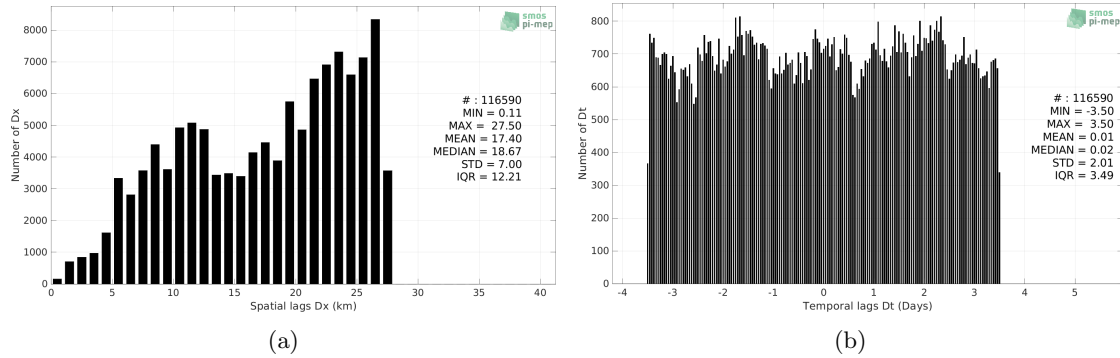 smos
pi-mep
8000
7000
6000
5000
4000
3000
2000
1000
0
Number of Dx
# : 116590
MIN = 0.11
MAX = 27.50
MEAN = 17.40
MEDIAN = 18.67
STD = 7.00
IQR = 12.21
0 5 10 15 20 25 30 35 40
Spatial lags Dx (km)
(a)
smos
pi-mep
800
700
600
500
400
300
200
100
0
Number of Dt
# : 116590
MIN = -3.50
MAX = 3.50
MEAN = 0.01
MEDIAN = 0.02
STD = 2.01
IQR = 3.49
-4 -3 -2 -1 0 1 2 3 4 5
Temporal lags Dt (Days)
(b)